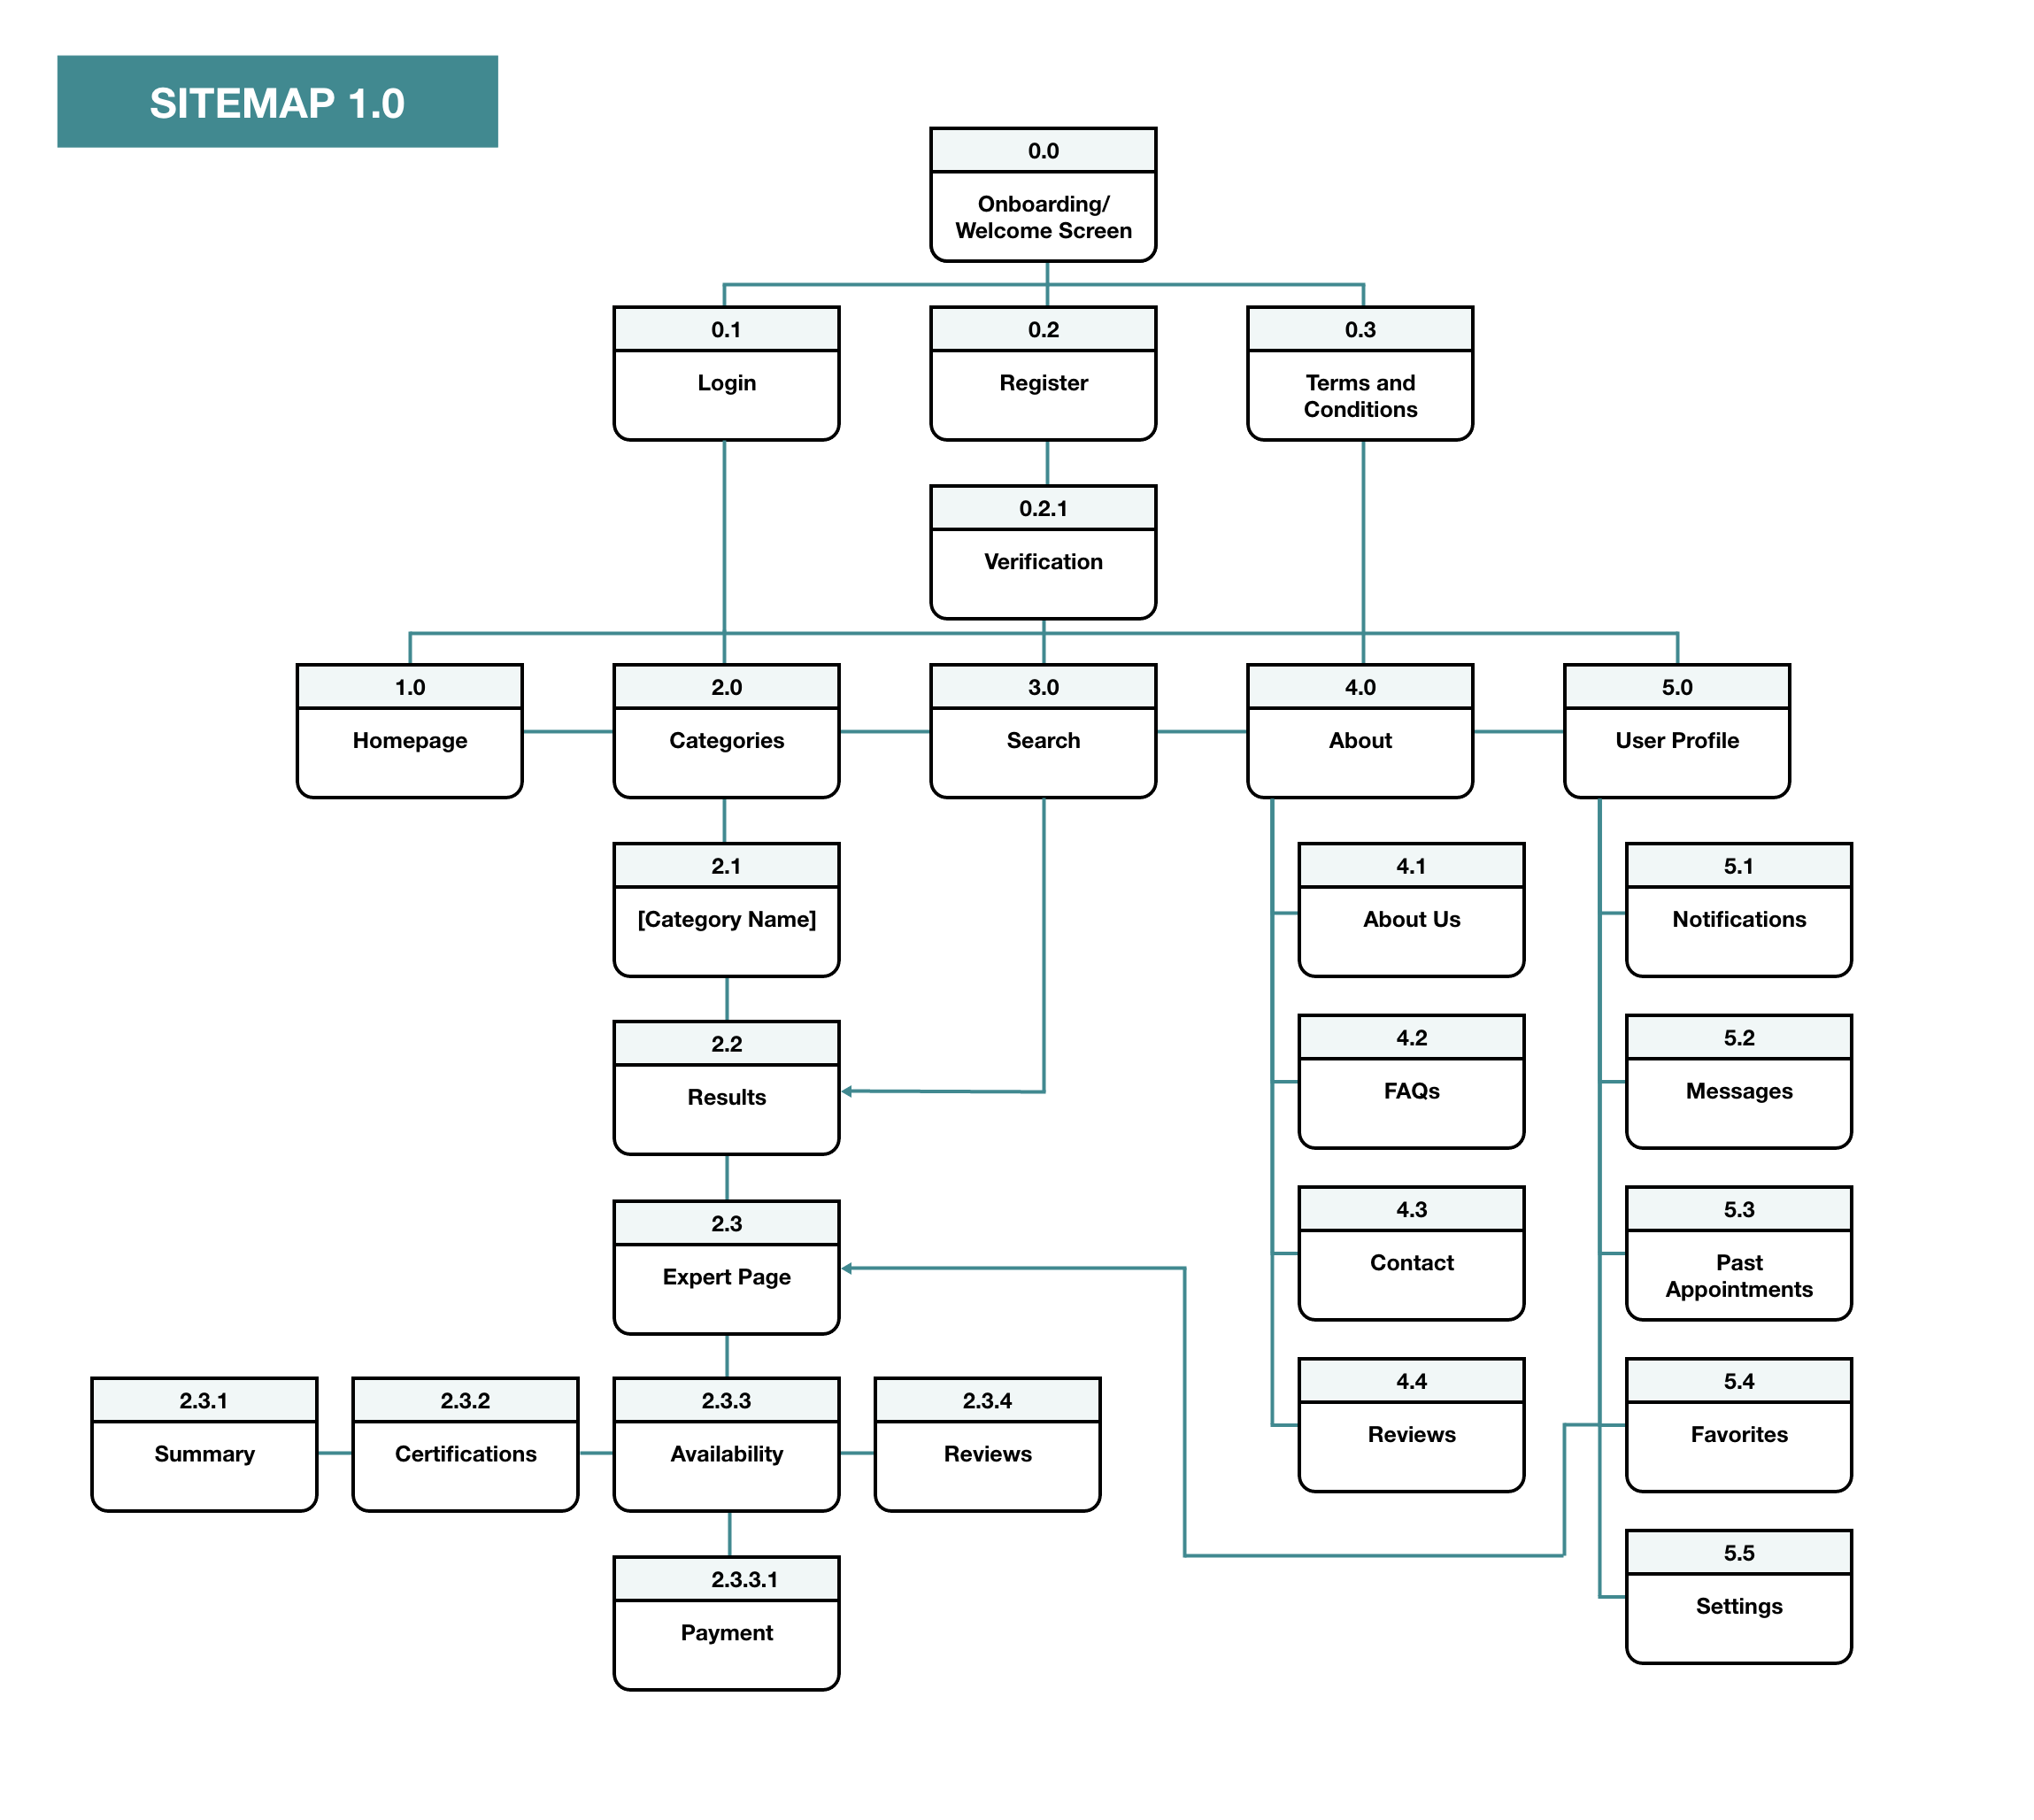 SITEMAP 1.0
0.0
Onboarding/
Welcome Screen
0.1
Login
0.2
Register
0.3
Terms and
Conditions
0.2.1
Verification
1.0
Homepage
2.0
Categories
3.0
Search
4.0
About
5.0
User Profile
2.1
[Category Name]
2.2
Results
2.3
Expert Page
2.3.1
Summary
2.3.2
Certifications
2.3.3
Availability
2.3.4
Reviews
2.3.3.1
Payment
4.1
About Us
4.2
FAQs
4.3
Contact
4.4
Reviews
5.1
Notifications
5.2
Messages
5.3
Past
Appointments
5.4
Favorites
5.5
Settings